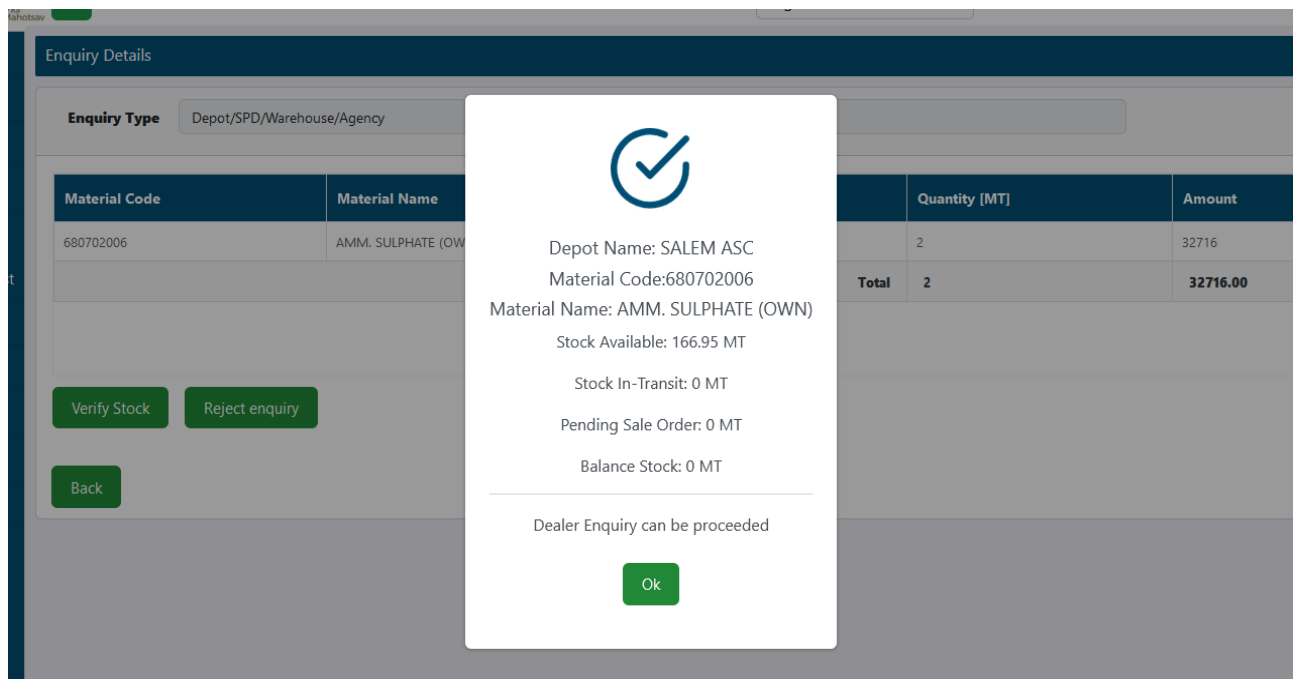 Mahotsav
Enquiry Details
Enquiry Type Depot/SPD/Warehouse/Agency
Material Code Material Name Quantity [MT] Amount
680702006 AMM. SULPHATE (OW 2 32716
Total 2 32716.00
Verify Stock Reject enquiry
Back
Depot Name: SALEM ASC
Material Code:680702006
Material Name: AMM. SULPHATE (OWN)
Stock Available: 166.95 MT
Stock In-Transit: 0 MT
Pending Sale Order: 0 MT
Balance Stock: 0 MT
Dealer Enquiry can be proceeded
Ok